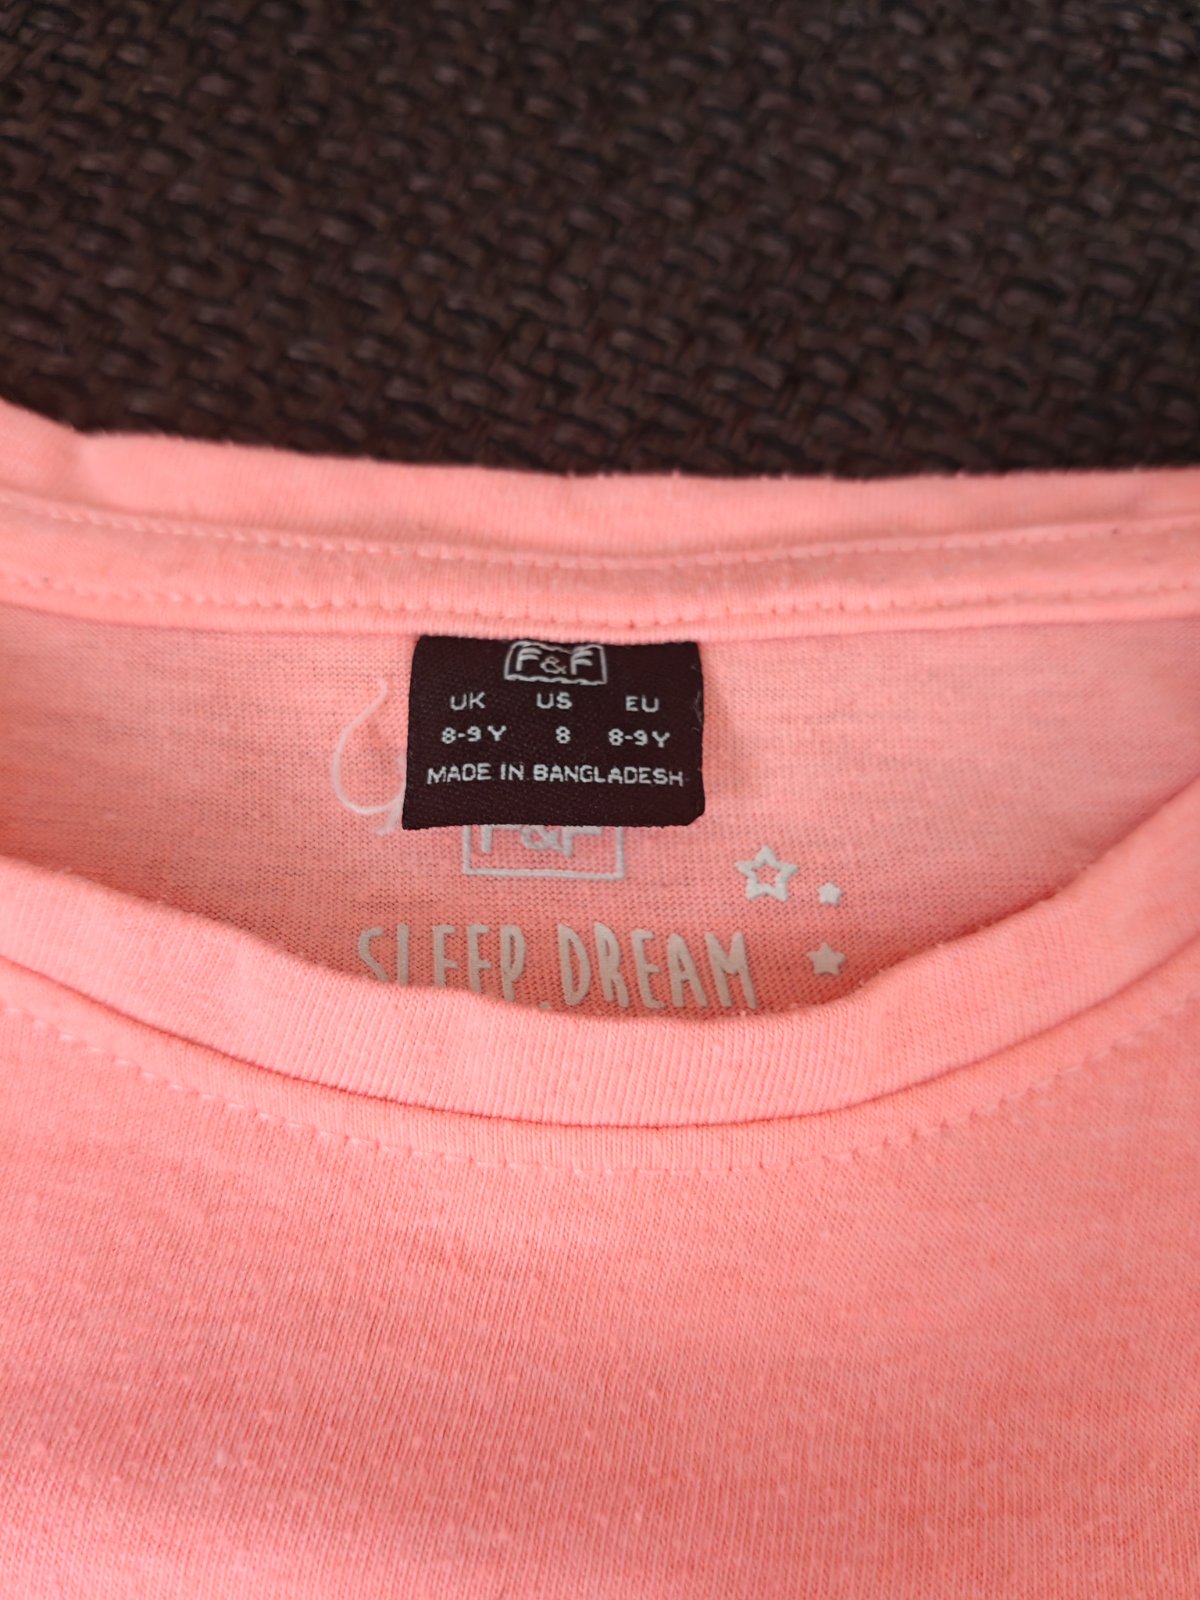 F&F
UK US EU
8-9Y 8 8-9Y
MADE IN BANGLADESH
F&F
SLEEP. DREAM